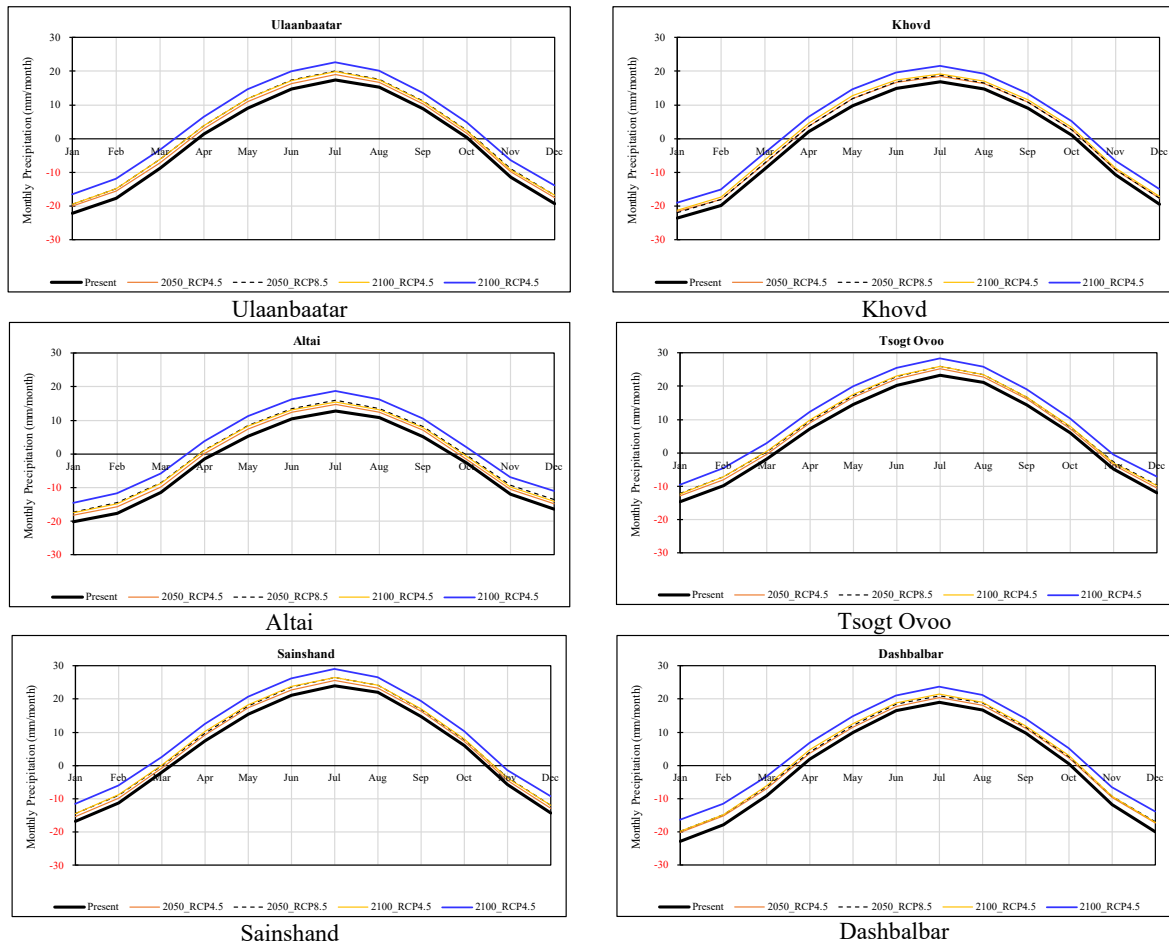 Ulaanbaatar
Monthly Precipitation (mm/month)
30
20
10
0
-10
-20
-30
Jan Feb Mar Apr May Jun Jul Aug Sep Oct Nov Dec
Present 2050_RCP4.5 2050_RCP8.5 2100_RCP4.5 2100_RCP4.5
Ulaanbaatar
Khovd
Monthly Precipitation (mm/month)
30
20
10
0
-10
-20
-30
Jan Feb Mar Apr May Jun Jul Aug Sep Oct Nov Dec
Present 2050_RCP4.5 2050_RCP8.5 2100_RCP4.5 2100_RCP4.5
Khovd
Altai
Monthly Precipitation (mm/month)
30
20
10
0
-10
-20
-30
Jan Feb Mar Apr May Jun Jul Aug Sep Oct Nov Dec
Present 2050_RCP4.5 2050_RCP8.5 2100_RCP4.5 2100_RCP4.5
Altai
Tsogt Ovoo
Monthly Precipitation (mm/month)
30
20
10
0
-10
-20
-30
Jan Feb Mar Apr May Jun Jul Aug Sep Oct Nov Dec
Present 2050_RCP4.5 2050_RCP8.5 2100_RCP4.5 2100_RCP4.5
Tsogt Ovoo
Sainshand
Monthly Precipitation (mm/month)
30
20
10
0
-10
-20
-30
Jan Feb Mar Apr May Jun Jul Aug Sep Oct Nov Dec
Present 2050_RCP4.5 2050_RCP8.5 2100_RCP4.5 2100_RCP4.5
Sainshand
Dashbalbar
Monthly Precipitation (mm/month)
30
20
10
0
-10
-20
-30
Jan Feb Mar Apr May Jun Jul Aug Sep Oct Nov Dec
Present 2050_RCP4.5 2050_RCP8.5 2100_RCP4.5 2100_RCP4.5
Dashbalbar